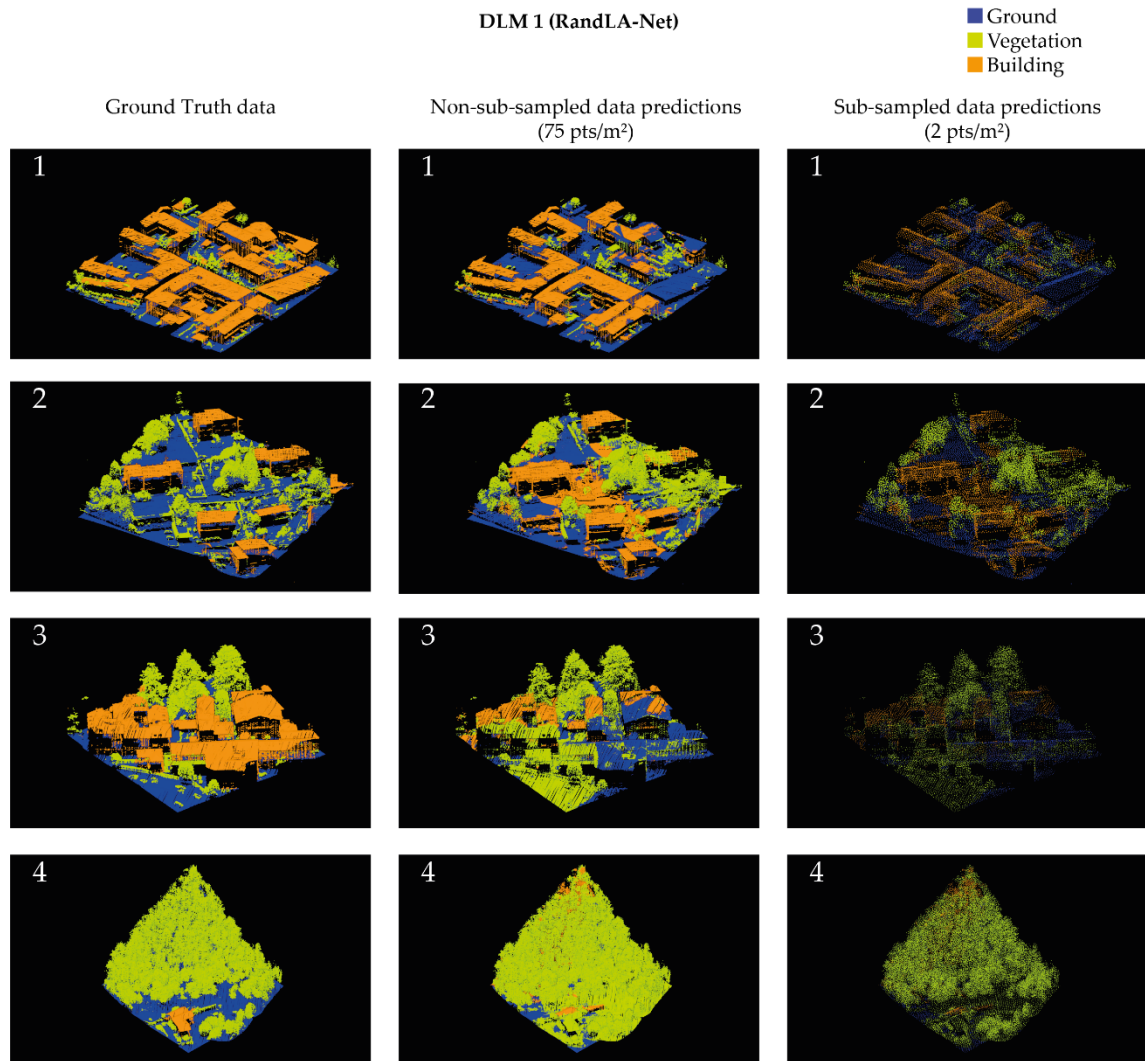 DLM 1 (RandLA-Net)
Ground
Vegetation
Building
Ground Truth data
Non-sub-sampled data predictions
(75 pts/m²)
Sub-sampled data predictions
(2 pts/m²)
1
1
1
2
2
2
3
3
3
4
4
4